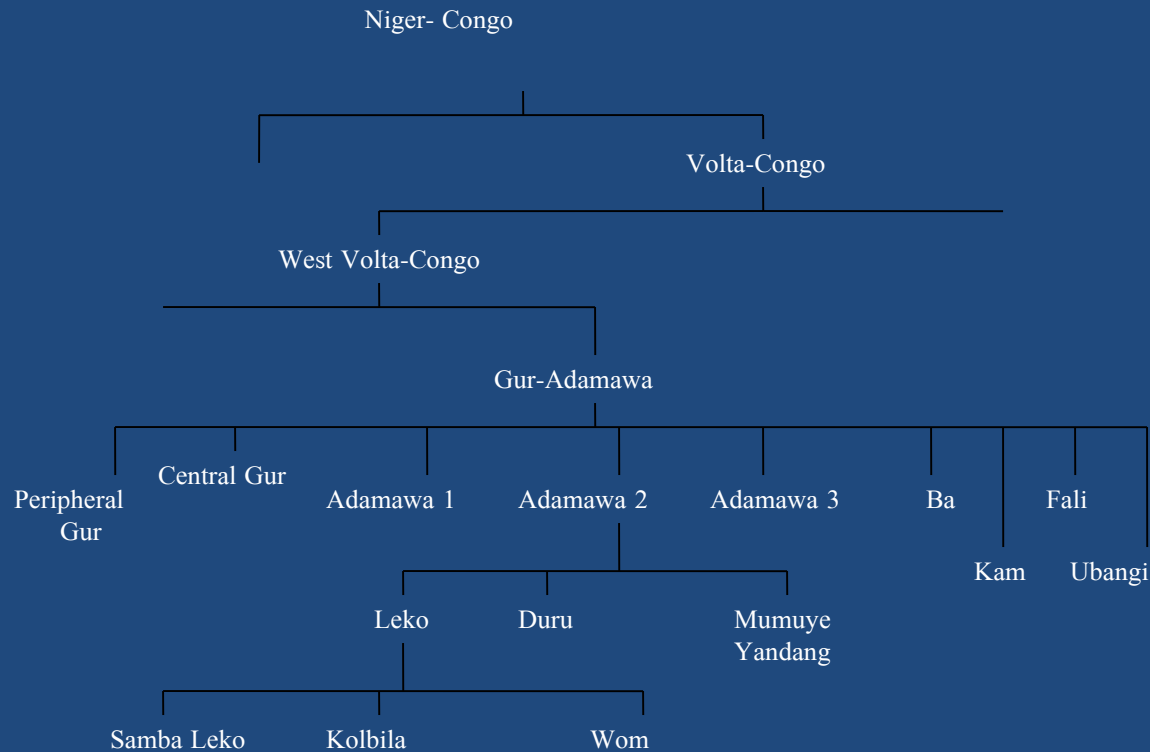 Niger- Congo
Volta-Congo
West Volta-Congo
Gur-Adamawa
Peripheral
Gur
Central Gur
Adamawa 1
Adamawa 2
Adamawa 3
Ba
Kam
Fali
Ubangi
Leko
Duru
Mumuye
Yandang
Samba Leko
Kolbila
Wom